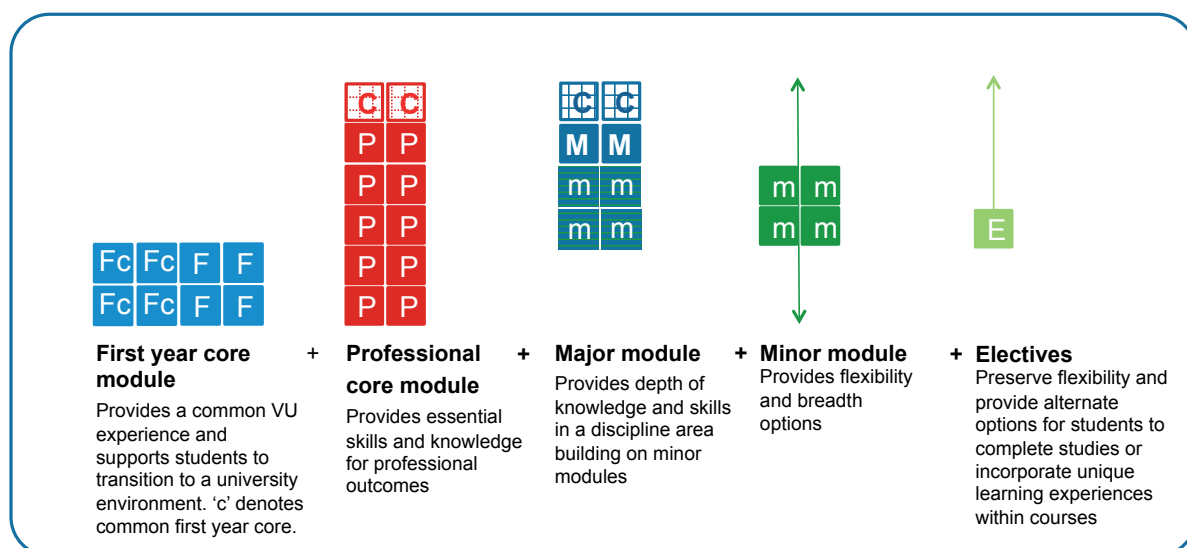 C C
P P
P P
P P
P P
P P
C C
M M
m m
m m
m m
m m
E
Fc Fc F F
Fc Fc F F
First year core
module
Provides a common VU
experience and
supports students to
transition to a university
environment. ‘c’ denotes
common first year core.
+
Professional
core module
Provides essential
skills and knowledge
for professional
outcomes
+
Major module
Provides depth of
knowledge and skills
in a discipline area
building on minor
modules
+
Minor module
Provides flexibility
and breadth
options
+
Electives
Preserve flexibility and
provide alternate
options for students to
complete studies or
incorporate unique
learning experiences
within courses